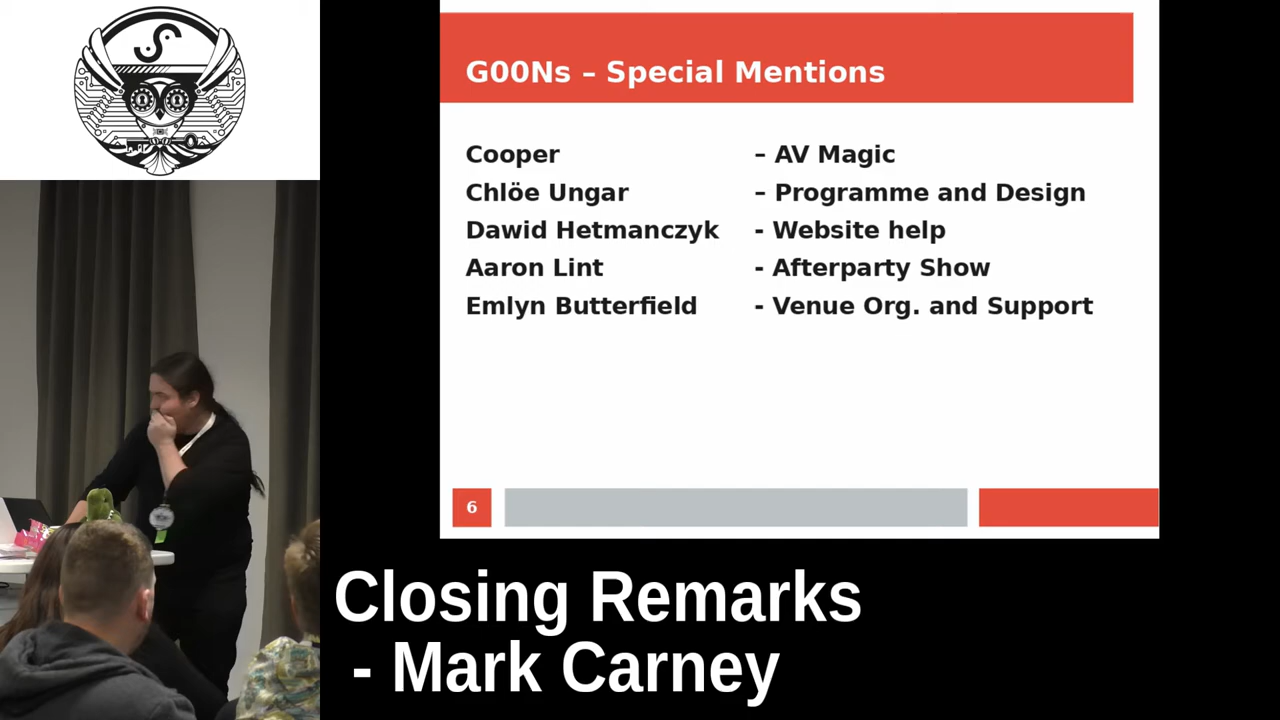 G00Ns – Special Mentions
Cooper – AV Magic
Chlöe Ungar – Programme and Design
Dawid Hetmanczyk - Website help
Aaron Lint - Afterparty Show
Emlyn Butterfield - Venue Org. and Support
6
Closing Remarks
- Mark Carney